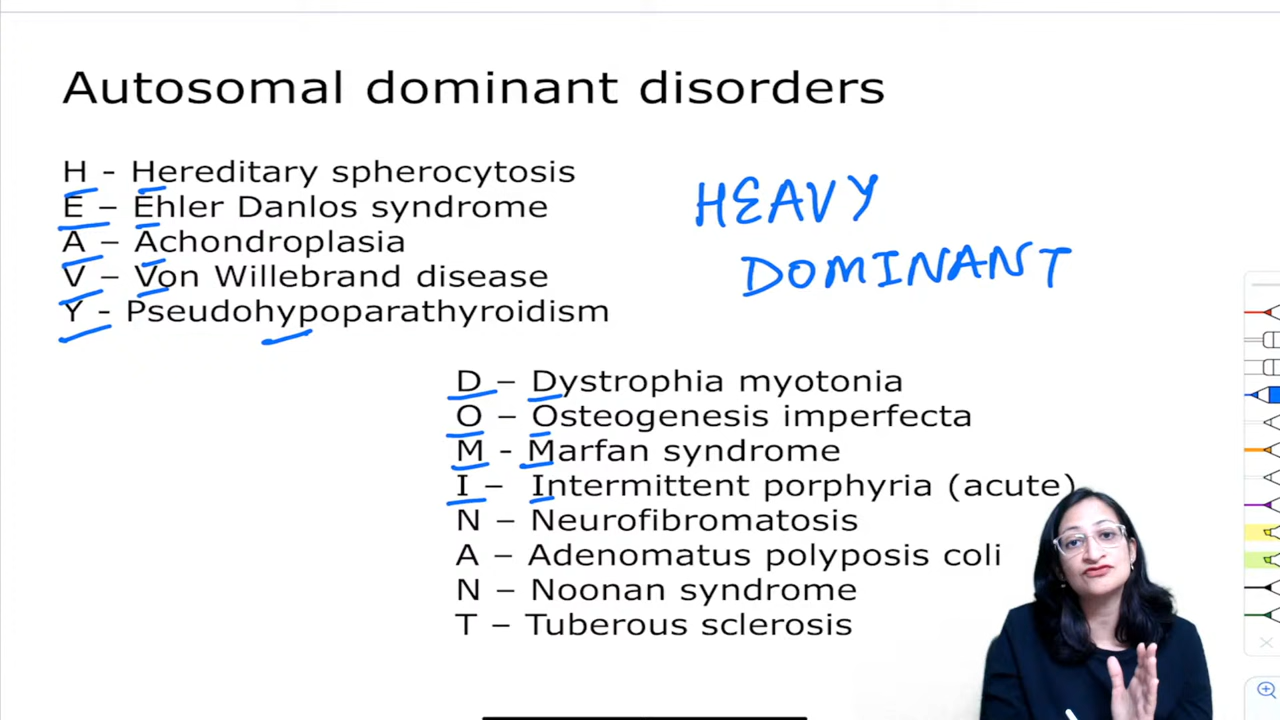 Autosomal dominant disorders
H - Hereditary spherocytosis
E – Ehler Danlos syndrome
A – Achondroplasia
V – Von Willebrand disease
Y - Pseudohypoparathyroidism
HEAVY
DOMINANT
D – Dystrophia myotonia
O – Osteogenesis imperfecta
M - Marfan syndrome
I – Intermittent porphyria (acute)
N – Neurofibromatosis
A – Adenomatus polyposis coli
N – Noonan syndrome
T – Tuberous sclerosis